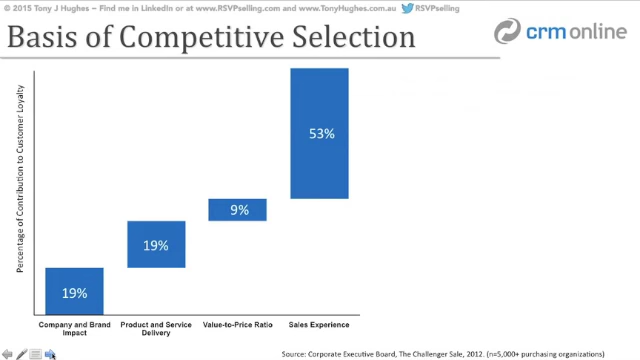 © 2015 Tony J Hughes – Find me in LinkedIn or at www.RSVPselling.com and www.TonyHughes.com.au RSVPselling
Basis of Competitive Selection
crmonline
Percentage of Contribution to Customer Loyalty
53%
9%
19%
19%
Company and Brand Impact
Product and Service Delivery
Value-to-Price Ratio
Sales Experience
Source: Corporate Executive Board, The Challenger Sale, 2012. (n=5,000+ purchasing organizations)